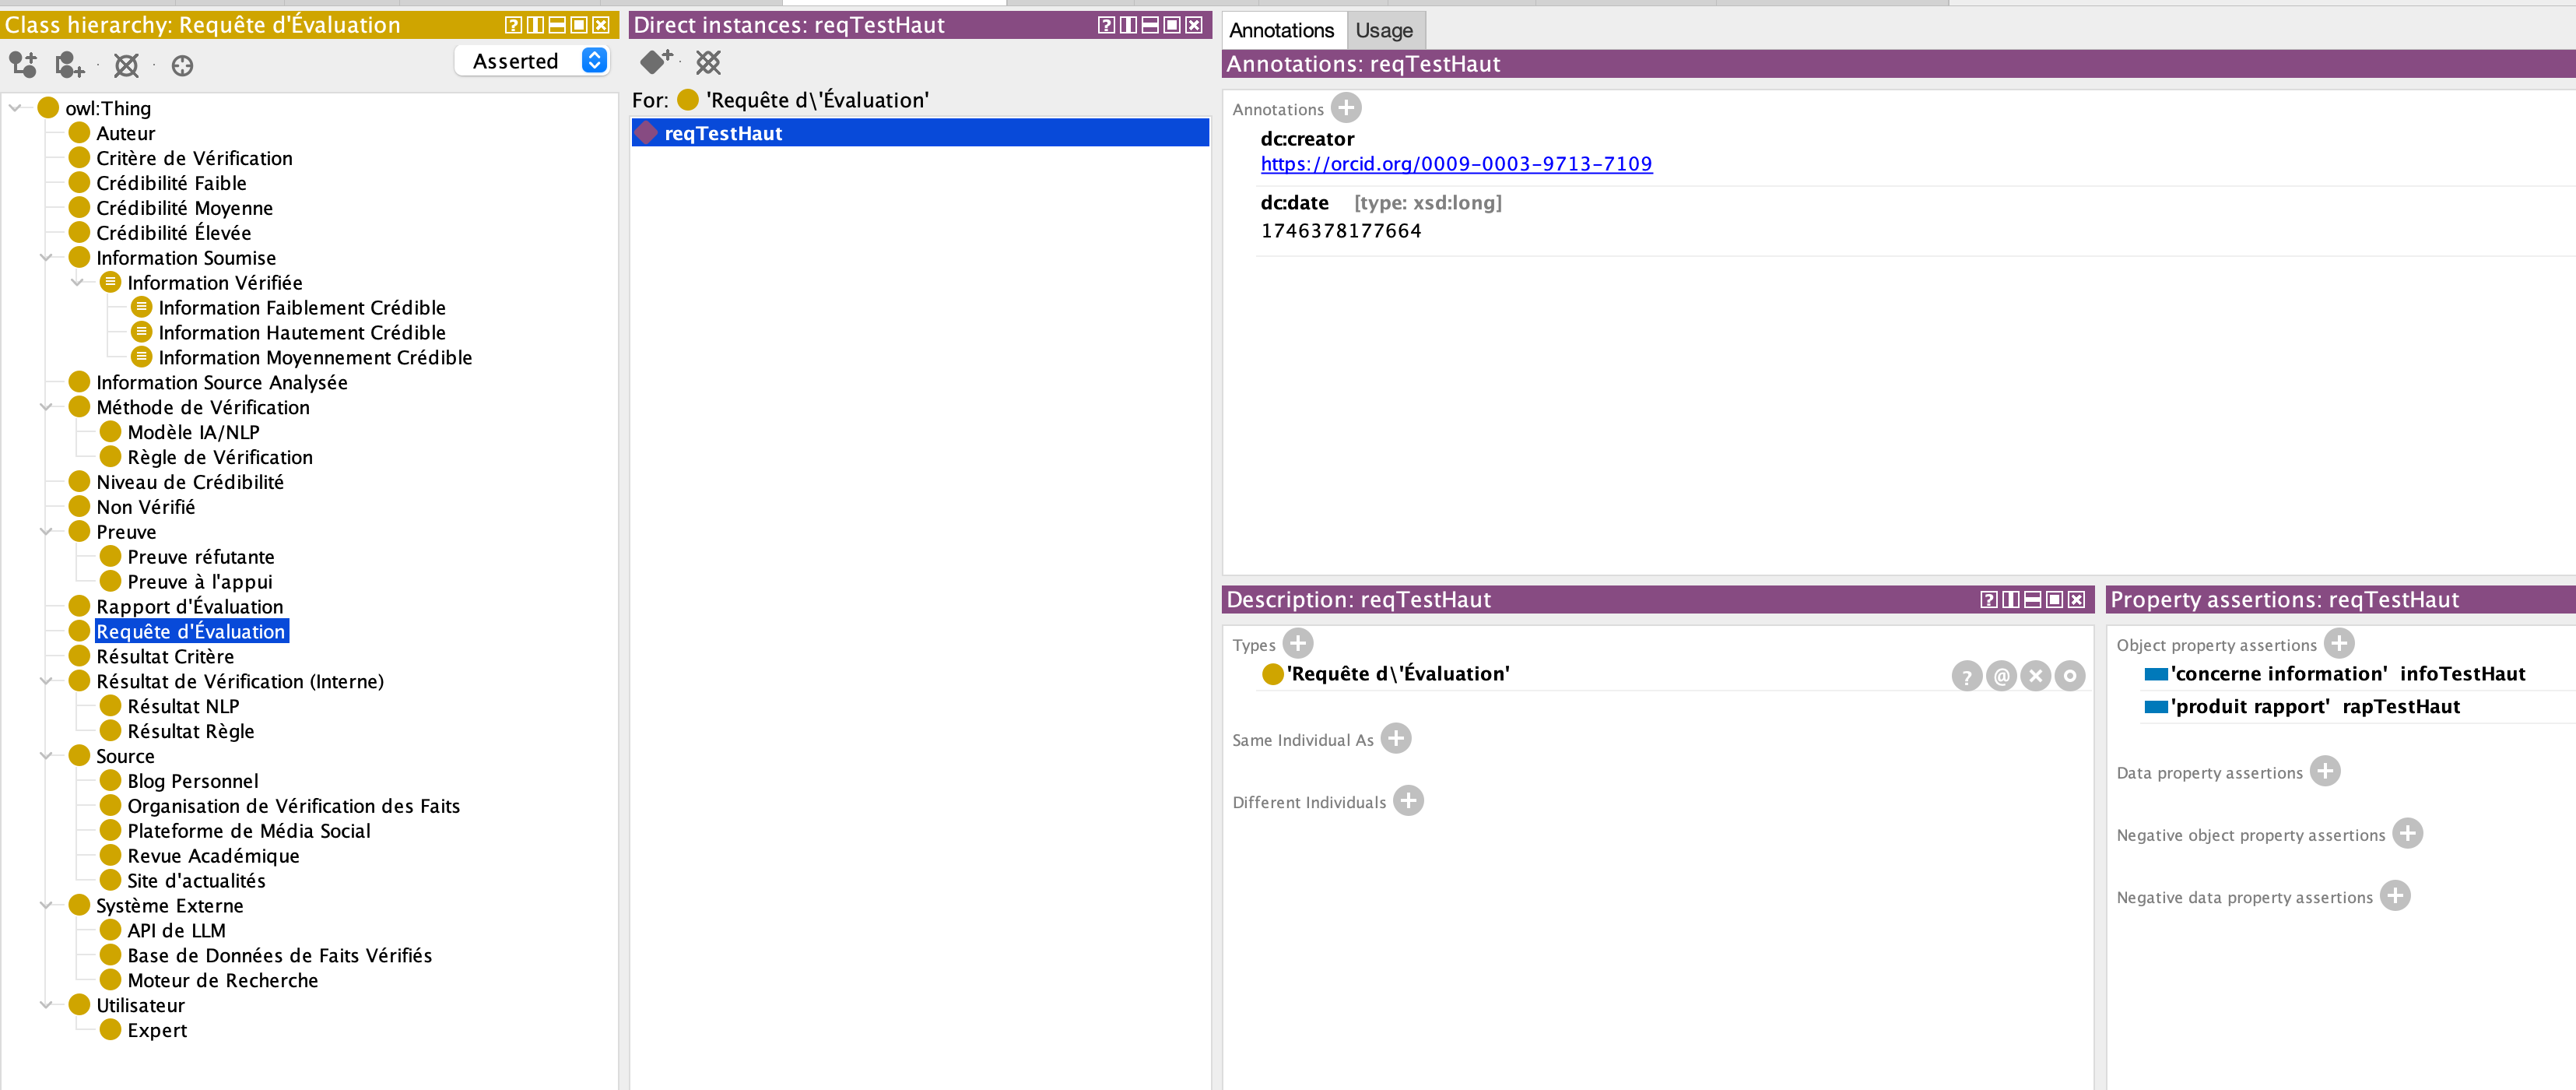 Class hierarchy: Requête d'Évaluation
Asserted
owl:Thing
Auteur
Critère de Vérification
Crédibilité Faible
Crédibilité Moyenne
Crédibilité Élevée
Information Soumise
Information Vérifiée
Information Faiblement Crédible
Information Hautement Crédible
Information Moyennement Crédible
Information Source Analysée
Méthode de Vérification
Modèle IA/NLP
Règle de Vérification
Niveau de Crédibilité
Non Vérifié
Preuve
Preuve réfutante
Preuve à l'appui
Rapport d'Évaluation
Requête d'Évaluation
Résultat Critère
Résultat de Vérification (Interne)
Résultat NLP
Résultat Règle
Source
Blog Personnel
Organisation de Vérification des Faits
Plateforme de Média Social
Revue Académique
Site d'actualités
Système Externe
API de LLM
Base de Données de Faits Vérifiés
Moteur de Recherche
Utilisateur
Expert
Direct instances: reqTestHaut
For: 'Requête d\'Évaluation'
reqTestHaut
Annotations Usage
Annotations: reqTestHaut
Annotations
dc:creator
https://orcid.org/0009-0003-9713-7109
dc:date [type: xsd:long]
1746378177664
Description: reqTestHaut
Types
'Requête d\'Évaluation'
Same Individual As
Different Individuals
Property assertions: reqTestHaut
Object property assertions
'concerne information' infoTestHaut
'produit rapport' rapTestHaut
Data property assertions
Negative object property assertions
Negative data property assertions